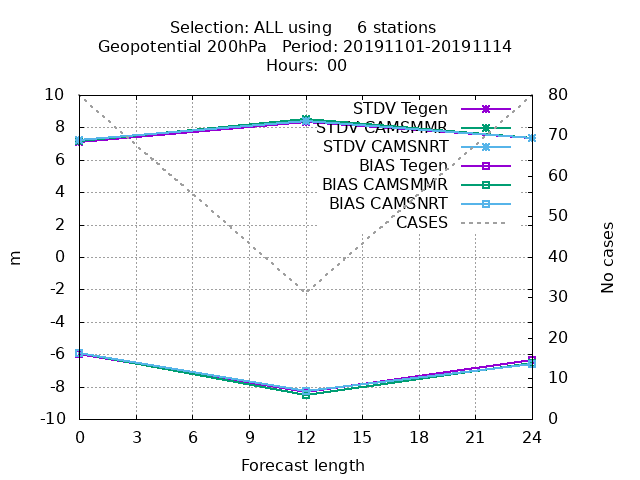 Selection: ALL using     6 stations
Geopotential 200hPa   Period: 20191101-20191114
Hours: 00
10
8
6
4
2
0
-2
-4
-6
-8
-10
m
STDV Tegen
STDV CAMSMMR
STDV CAMSNRT
BIAS Tegen
BIAS CAMSMMR
BIAS CAMSNRT
CASES
80
70
60
50
40
30
20
10
0
No cases
0 3 6 9 12 15 18 21 24
Forecast length